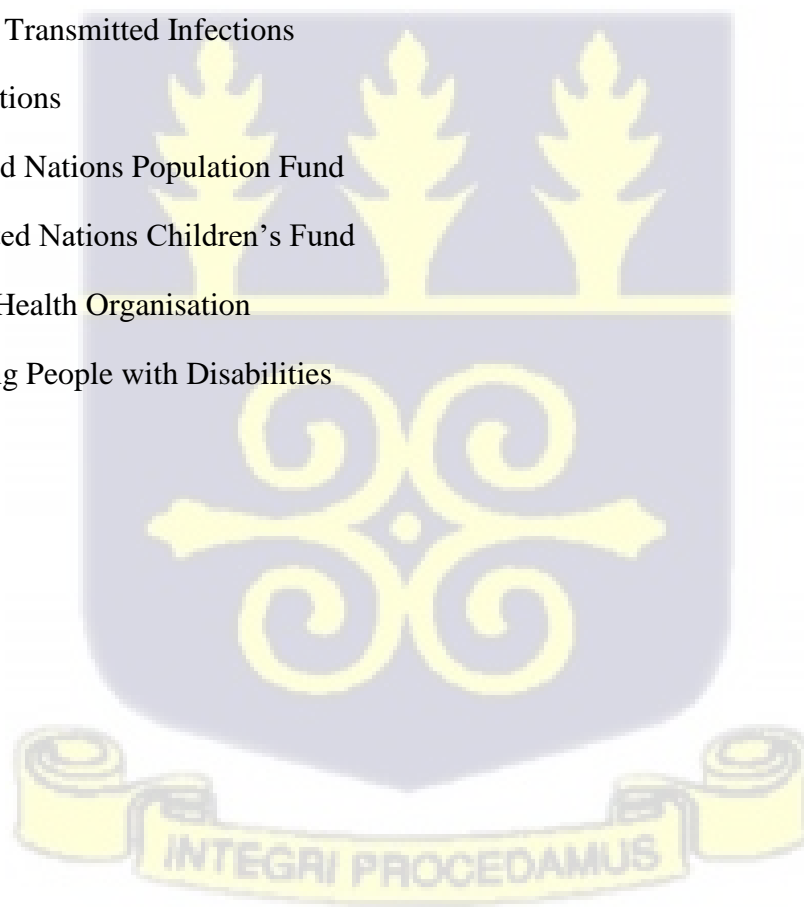 Transmitted Infections
tions
d Nations Population Fund
ed Nations Children's Fund
Health Organisation
g People with Disabilities
INTEGRI PROCEDAMUS